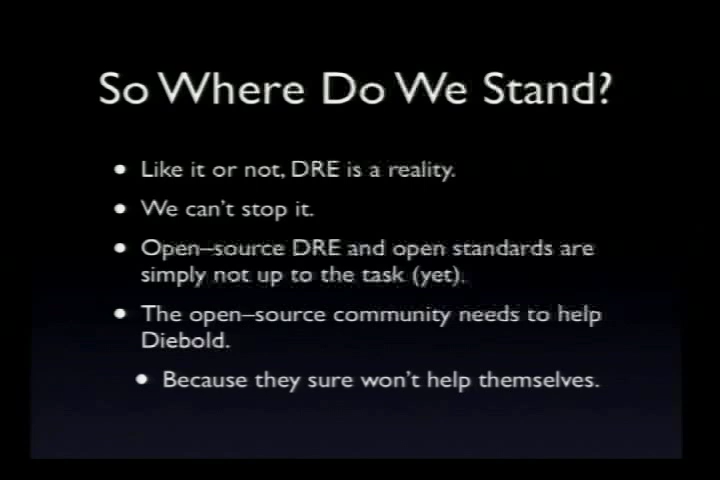 So Where Do We Stand?
• Like it or not, DRE is a reality.
• We can't stop it.
• Open–source DRE and open standards are
simply not up to the task (yet).
• The open–source community needs to help
Diebold.
• Because they sure won't help themselves.